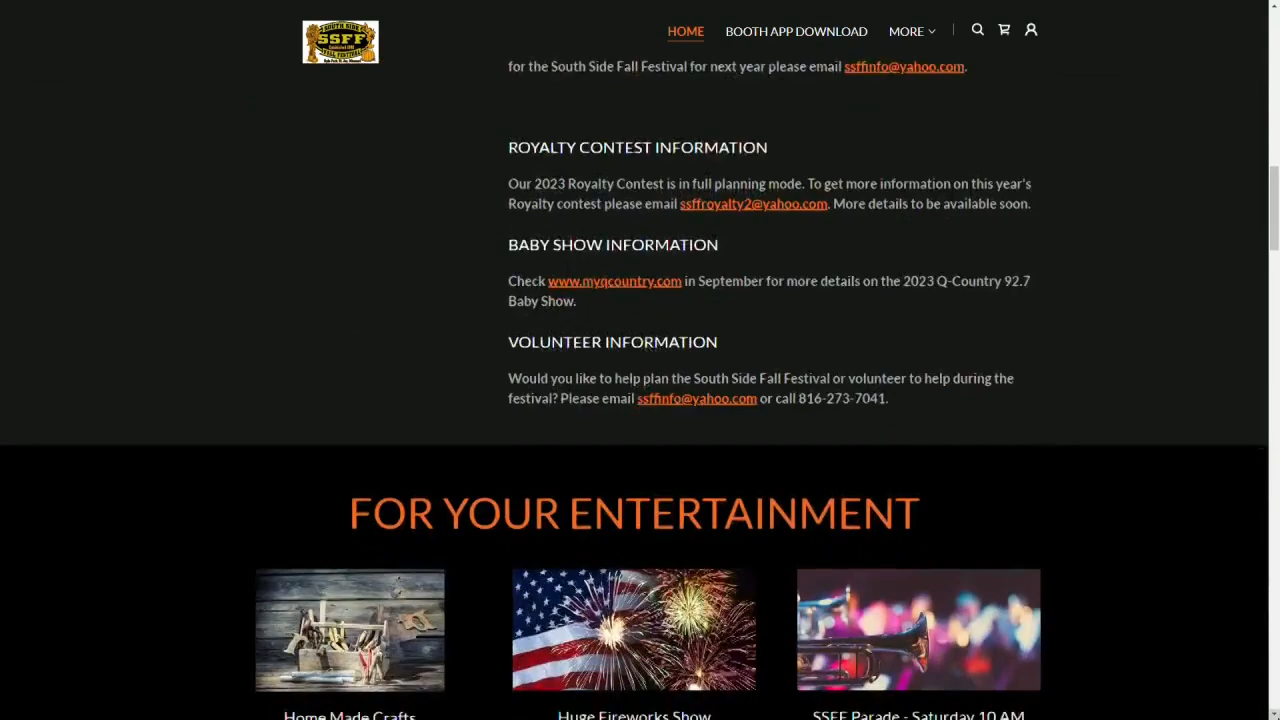 SOUTH SIDE
SSFF
HOME
BOOTH APP DOWNLOAD
MORE
for the South Side Fall Festival for next year please email ssffinfo@yahoo.com.
ROYALTY CONTEST INFORMATION
Our 2023 Royalty Contest is in full planning mode. To get more information on this year's
Royalty contest please email ssffroyalty2@yahoo.com. More details to be available soon.
BABY SHOW INFORMATION
Check www.myqcountry.com in September for more details on the 2023 Q-Country 92.7
Baby Show.
VOLUNTEER INFORMATION
Would you like to help plan the South Side Fall Festival or volunteer to help during the
festival? Please email ssffinfo@yahoo.com or call 816-273-7041.
FOR YOUR ENTERTAINMENT
Home Made Crafts
Huge Fireworks Show
SSFF Parade - Saturday 10 AM